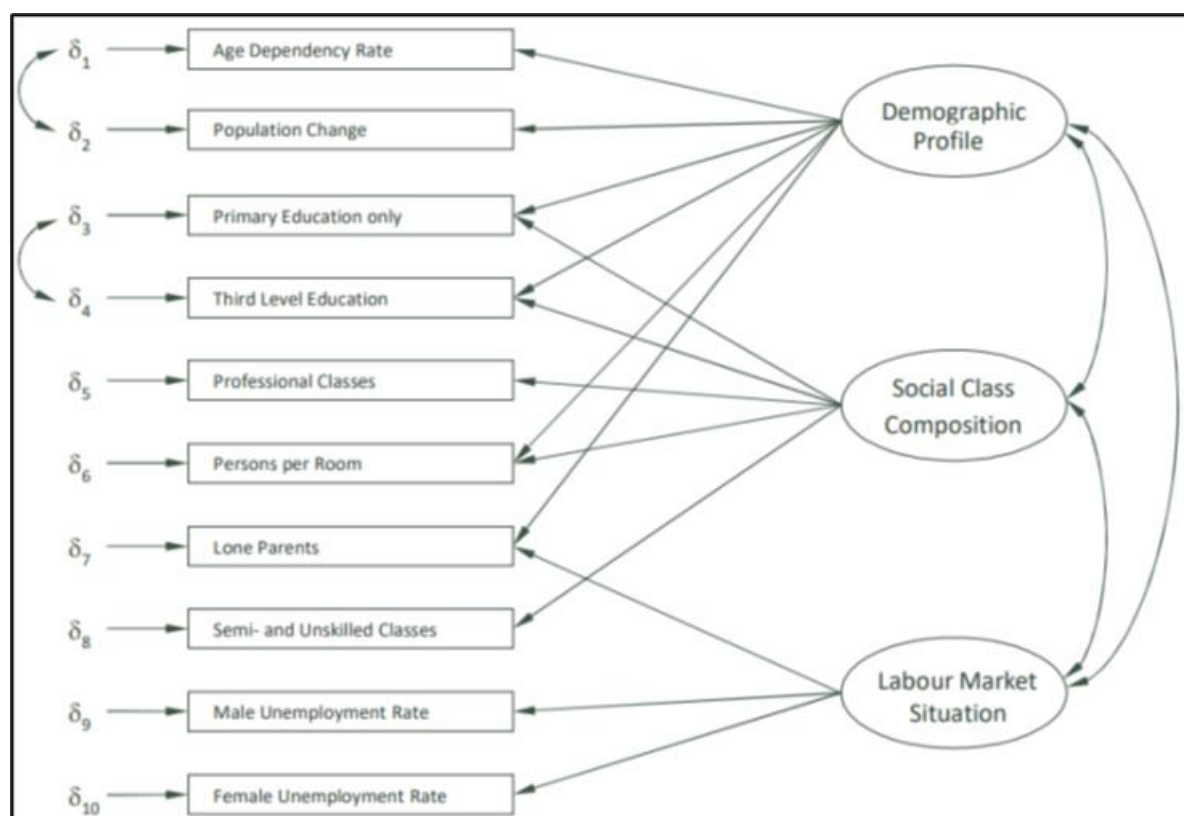 δ1 Age Dependency Rate
δ2 Population Change
δ3 Primary Education only
δ4 Third Level Education
δ5 Professional Classes
δ6 Persons per Room
δ7 Lone Parents
δ8 Semi- and Unskilled Classes
δ9 Male Unemployment Rate
δ10 Female Unemployment Rate
Demographic
Profile
Social Class
Composition
Labour Market
Situation